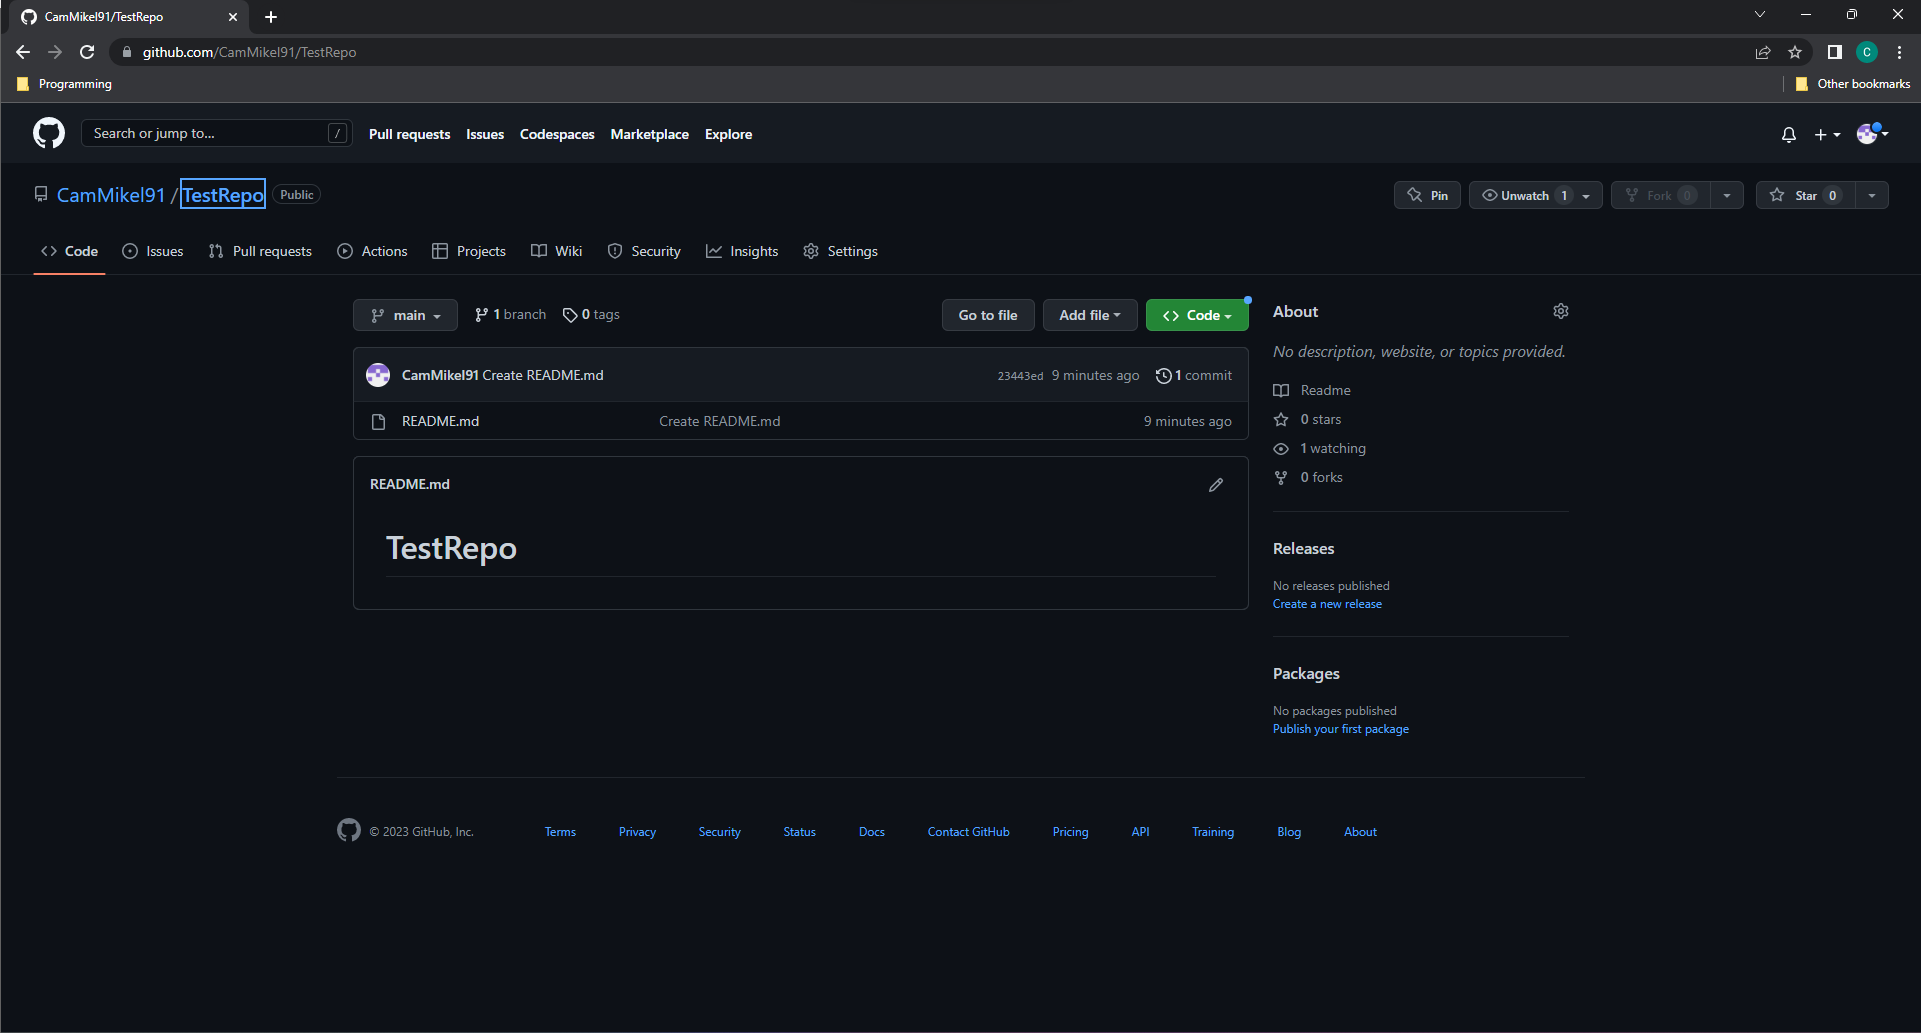 CamMikel91/TestRepo
github.com/CamMikel91/TestRepo
C
Programming
Other bookmarks
Search or jump to... /
Pull requests Issues Codespaces Marketplace Explore
CamMikel91 / TestRepo Public
Pin Unwatch 1 Fork 0 Star 0
Code Issues Pull requests Actions Projects Wiki Security Insights Settings
main 1 branch 0 tags Go to file Add file Code
CamMikel91 Create README.md 23443ed 9 minutes ago 1 commit
README.md Create README.md 9 minutes ago
README.md
TestRepo
About
No description, website, or topics provided.
Readme
0 stars
1 watching
0 forks
Releases
No releases published
Create a new release
Packages
No packages published
Publish your first package
© 2023 GitHub, Inc. Terms Privacy Security Status Docs Contact GitHub Pricing API Training Blog About